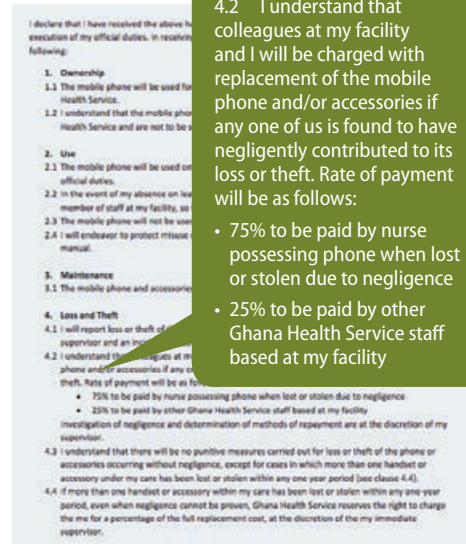 I declare that I have received the above h
execution of my official duties. In receiving
following:
1. Ownership
1.1 The mobile phone will be used for
Health Service.
1.2 I understand that the mobile phon
Health Service and are not to be s
2. Use
2.1 The mobile phone will be used on
official duties.
2.2 In the event of my absence on lea
member of staff at my facility, so
2.3 The mobile phone will not be use
2.4 I will endeavor to protect misuse
manual.
3. Maintenance
3.1 The mobile phone and accessories
4. Loss and Theft
4.1 I will report loss or theft of
supervisor and an inc
4.2 I understand that colleagues at m
phone and/or accessories if any o
theft. Rate of payment will be as fol
• 75% to be paid by nurse possessing phone when lost or stolen due to negligence
• 25% to be paid by other Ghana Health Service staff based at my facility
Investigation of negligence and determination of methods of repayment are at the discretion of my
supervisor.
4.3 I understand that there will be no punitive measures carried out for loss or theft of the phone or
accessories occurring without negligence, except for cases in which more than one handset or
accessory under my care has been lost or stolen within any one year period (see clause 4.4).
4.4 If more than one handset or accessory within my care has been lost or stolen within any one-year
period, even when negligence cannot be proven, Ghana Health Service reserves the right to charge
the me for a percentage of the full replacement cost, at the discretion of the my immediate
supervisor.
4.2 I understand that
colleagues at my facility
and I will be charged with
replacement of the mobile
phone and/or accessories if
any one of us is found to have
negligently contributed to its
loss or theft. Rate of payment
will be as follows:
• 75% to be paid by nurse
possessing phone when lost
or stolen due to negligence
• 25% to be paid by other
Ghana Health Service staff
based at my facility